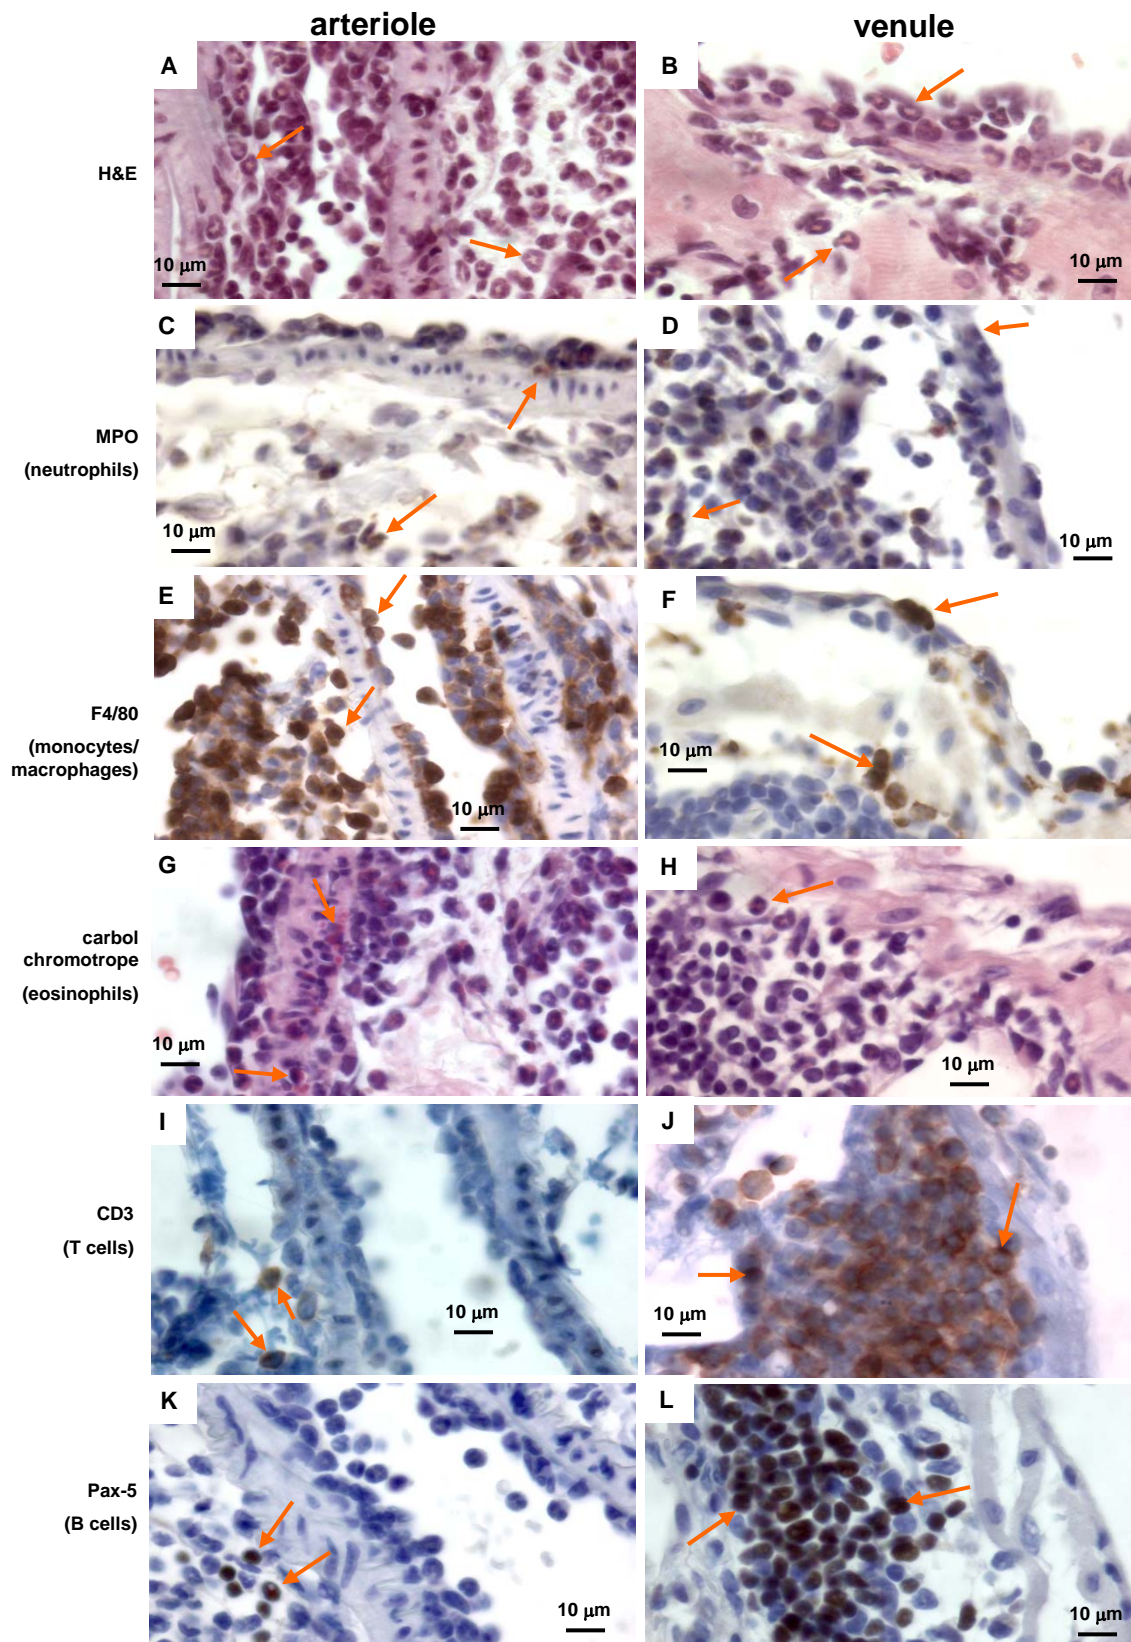 arteriole
venule
A
B
H&E
10 μm
10 μm
C
D
MPO
(neutrophils)
10 μm
10 μm
E
F
F4/80
(monocytes/
macrophages)
10 μm
10 μm
G
H
carbol
chromotrope
(eosinophils)
10 μm
10 μm
I
J
CD3
(T cells)
10 μm
10 μm
K
L
Pax-5
(B cells)
10 μm
10 μm